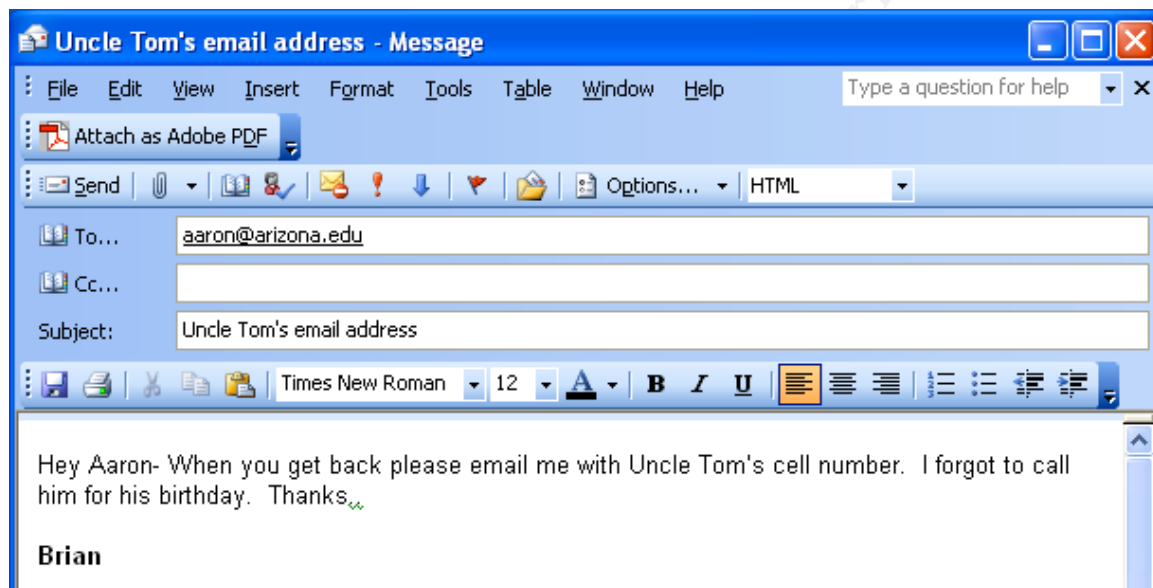 Uncle Tom's email address - Message
File Edit View Insert Format Tools Table Window Help Type a question for help
Attach as Adobe PDF
Send Options... HTML
To... aaron@arizona.edu
Cc...
Subject: Uncle Tom's email address
Times New Roman 12 A B I U
Hey Aaron- When you get back please email me with Uncle Tom's cell number. I forgot to call
him for his birthday. Thanks
Brian